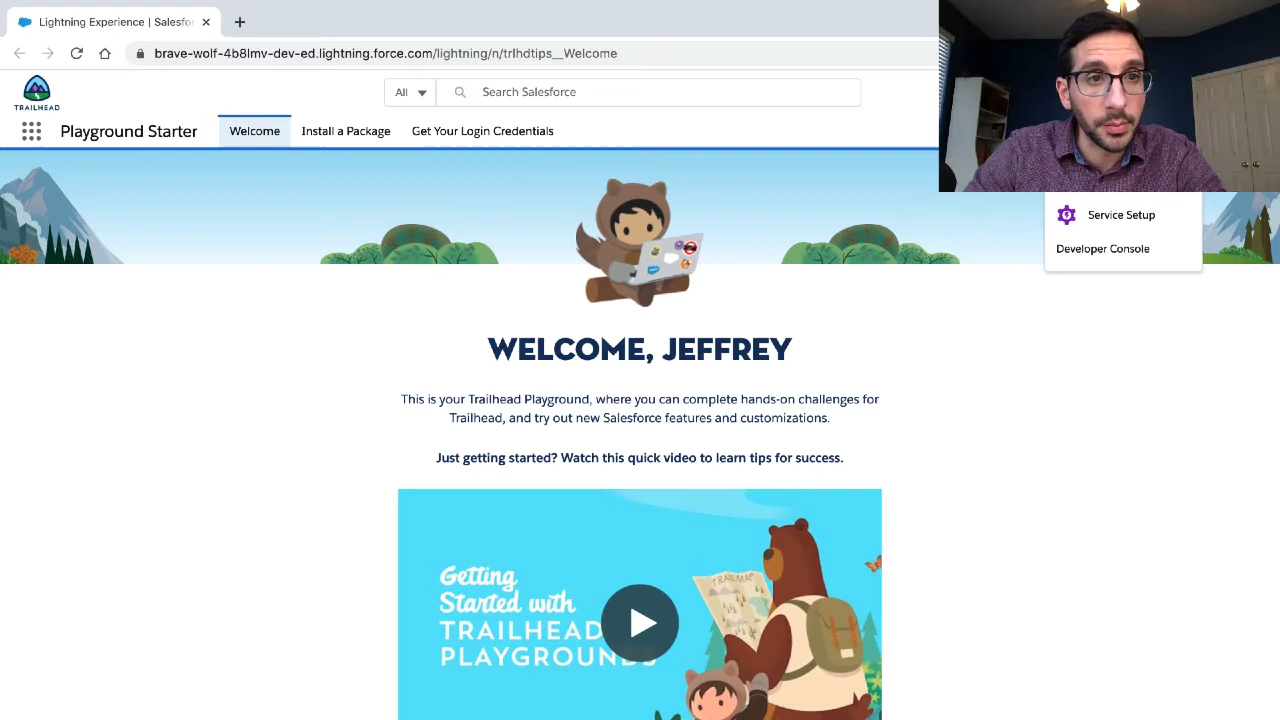 Lightning Experience | Salesfor
brave-wolf-4b8lmv-dev-ed.lightning.force.com/lightning/n/trlhdtips__Welcome
TRAILHEAD
All
Search Salesforce
Playground Starter
Welcome
Install a Package
Get Your Login Credentials
Service Setup
Developer Console
WELCOME, JEFFREY
This is your Trailhead Playground, where you can complete hands-on challenges for
Trailhead, and try out new Salesforce features and customizations.
Just getting started? Watch this quick video to learn tips for success.
Getting
Started with
TRAILHEAD
PLAYGROUNDS
TRAIL MAP